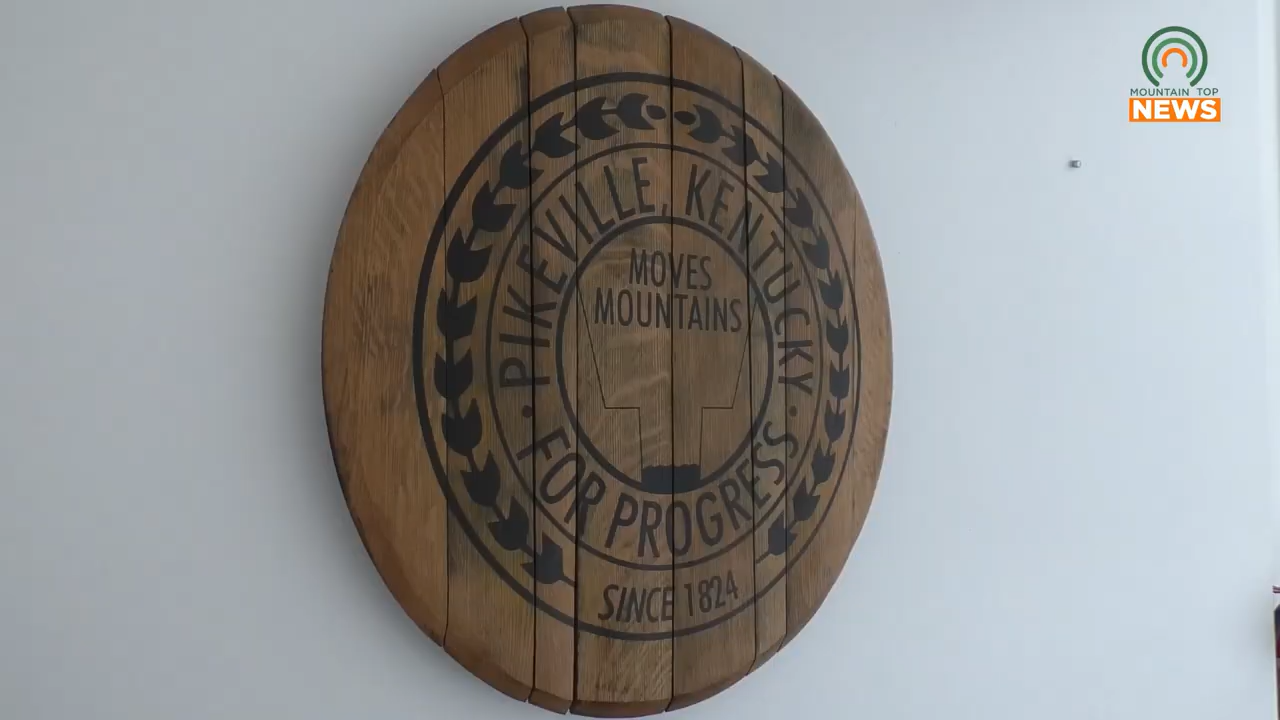 MOUNTAIN TOP
NEWS
PIKEVILLE, KENTUCKY
MOVES
MOUNTAINS
FOR PROGRESS
SINCE 1824